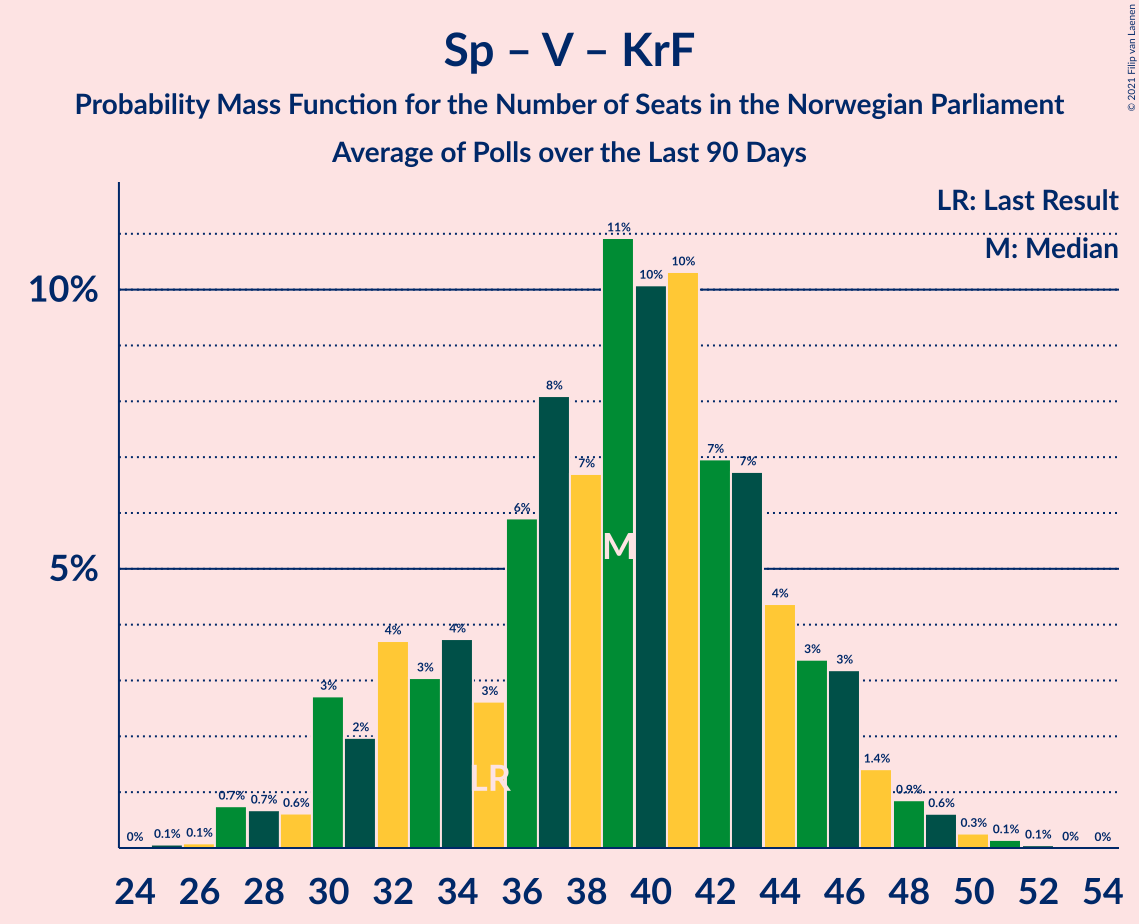 Sp – V – KrF
Probability Mass Function for the Number of Seats in the Norwegian Parliament
Average of Polls over the Last 90 Days
© 2021 Filip van Laenen
LR: Last Result
M: Median
10%
5%
0% 0.1% 0.1% 0.7% 0.7% 0.6% 3% 2% 4% 3% 4% 3% 6% 8% 7% 11% 10% 10% 7% 7% 4% 3% 3% 1.4% 0.9% 0.6% 0.3% 0.1% 0.1% 0% 0%
M
LR
24 26 28 30 32 34 36 38 40 42 44 46 48 50 52 54